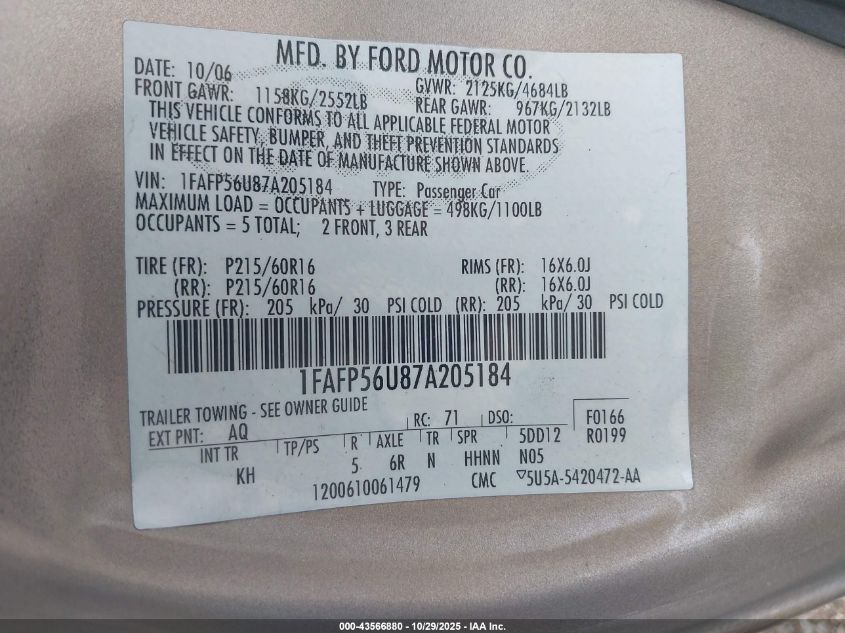 MFD. BY FORD MOTOR CO.
DATE: 10/06 GVWR: 2125KG/4684LB
FRONT GAWR: 1158KG/2552LB REAR GAWR: 967KG/2132LB
THIS VEHICLE CONFORMS TO ALL APPLICABLE FEDERAL MOTOR
VEHICLE SAFETY, BUMPER, AND THEFT PREVENTION STANDARDS
IN EFFECT ON THE DATE OF MANUFACTURE SHOWN ABOVE.
VIN: 1FAFP56U87A205184 TYPE: Passenger Car
MAXIMUM LOAD = OCCUPANTS + LUGGAGE = 498KG/1100LB
OCCUPANTS = 5 TOTAL; 2 FRONT, 3 REAR
TIRE (FR): P215/60R16 RIMS (FR): 16X6.0J
(RR): P215/60R16 (RR): 16X6.0J
PRESSURE (FR): 205 kPa/ 30 PSI COLD (RR): 205 kPa/ 30 PSI COLD
1FAFP56U87A205184
TRAILER TOWING - SEE OWNER GUIDE
EXT PNT: AQ RC: 71 DSO: F0166
INT TR TP/PS R AXLE TR SPR 5DD12 R0199
KH 5 6R N HHNN N05
1200610061479 CMC ▽5U5A-5420472-AA
000-43566880 - 10/29/2025 - IAA Inc.